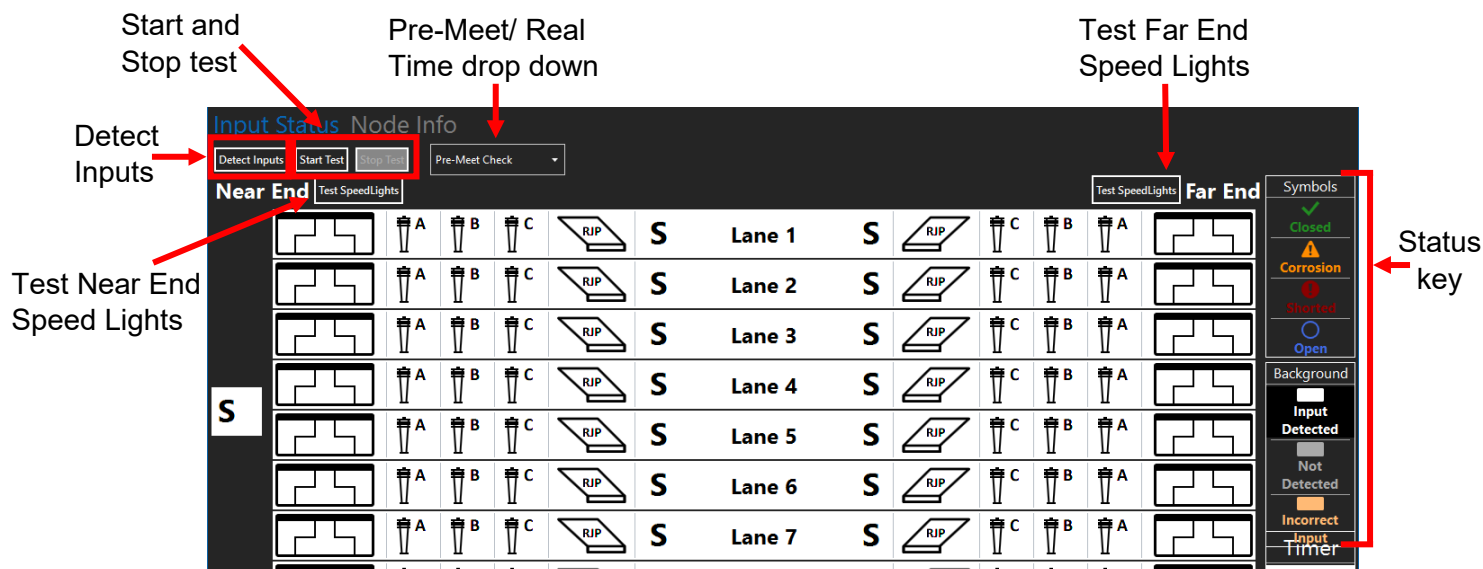 Start and
Stop test
Pre-Meet/ Real
Time drop down
Test Far End
Speed Lights
Detect
Inputs
Input Status Node Info
Detect Inputs Start Test Stop Test Pre-Meet Check
Near End Test SpeedLights Test SpeedLights Far End
Test Near End
Speed Lights
A B C RJP S Lane 1 S RJP C B A
A B C RJP S Lane 2 S RJP C B A
A B C RJP S Lane 3 S RJP C B A
A B C RJP S Lane 4 S RJP C B A
S
A B C RJP S Lane 5 S RJP C B A
A B C RJP S Lane 6 S RJP C B A
A B C RJP S Lane 7 S RJP C B A
Symbols
Closed
Corrosion
Shorted
Open
Background
Input
Detected
Not
Detected
Incorrect
Input
Timer
Status
key